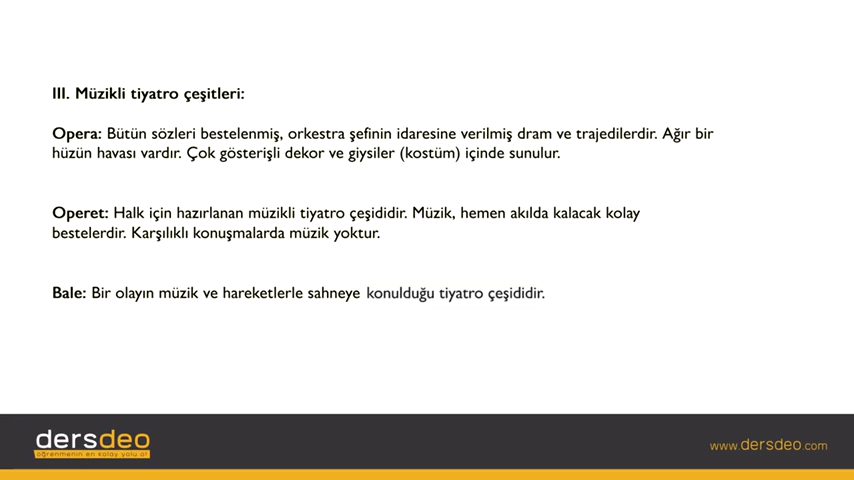 III. Müzikli tiyatro çeşitleri:
Opera: Bütün sözleri bestelenmiş, orkestra şefinin idaresine verilmiş dram ve trajedilerdir. Ağır bir
hüzün havası vardır. Çok gösterişli dekor ve giysiler (kostüm) içinde sunulur.
Operet: Halk için hazırlanan müzikli tiyatro çeşididir. Müzik, hemen akılda kalacak kolay
bestelerdir. Karşılıklı konuşmalarda müzik yoktur.
Bale: Bir olayın müzik ve hareketlerle sahneye konulduğu tiyatro çeşididir.
dersdeo
öğrenmenin en kolay yolu o!
www.dersdeo.com